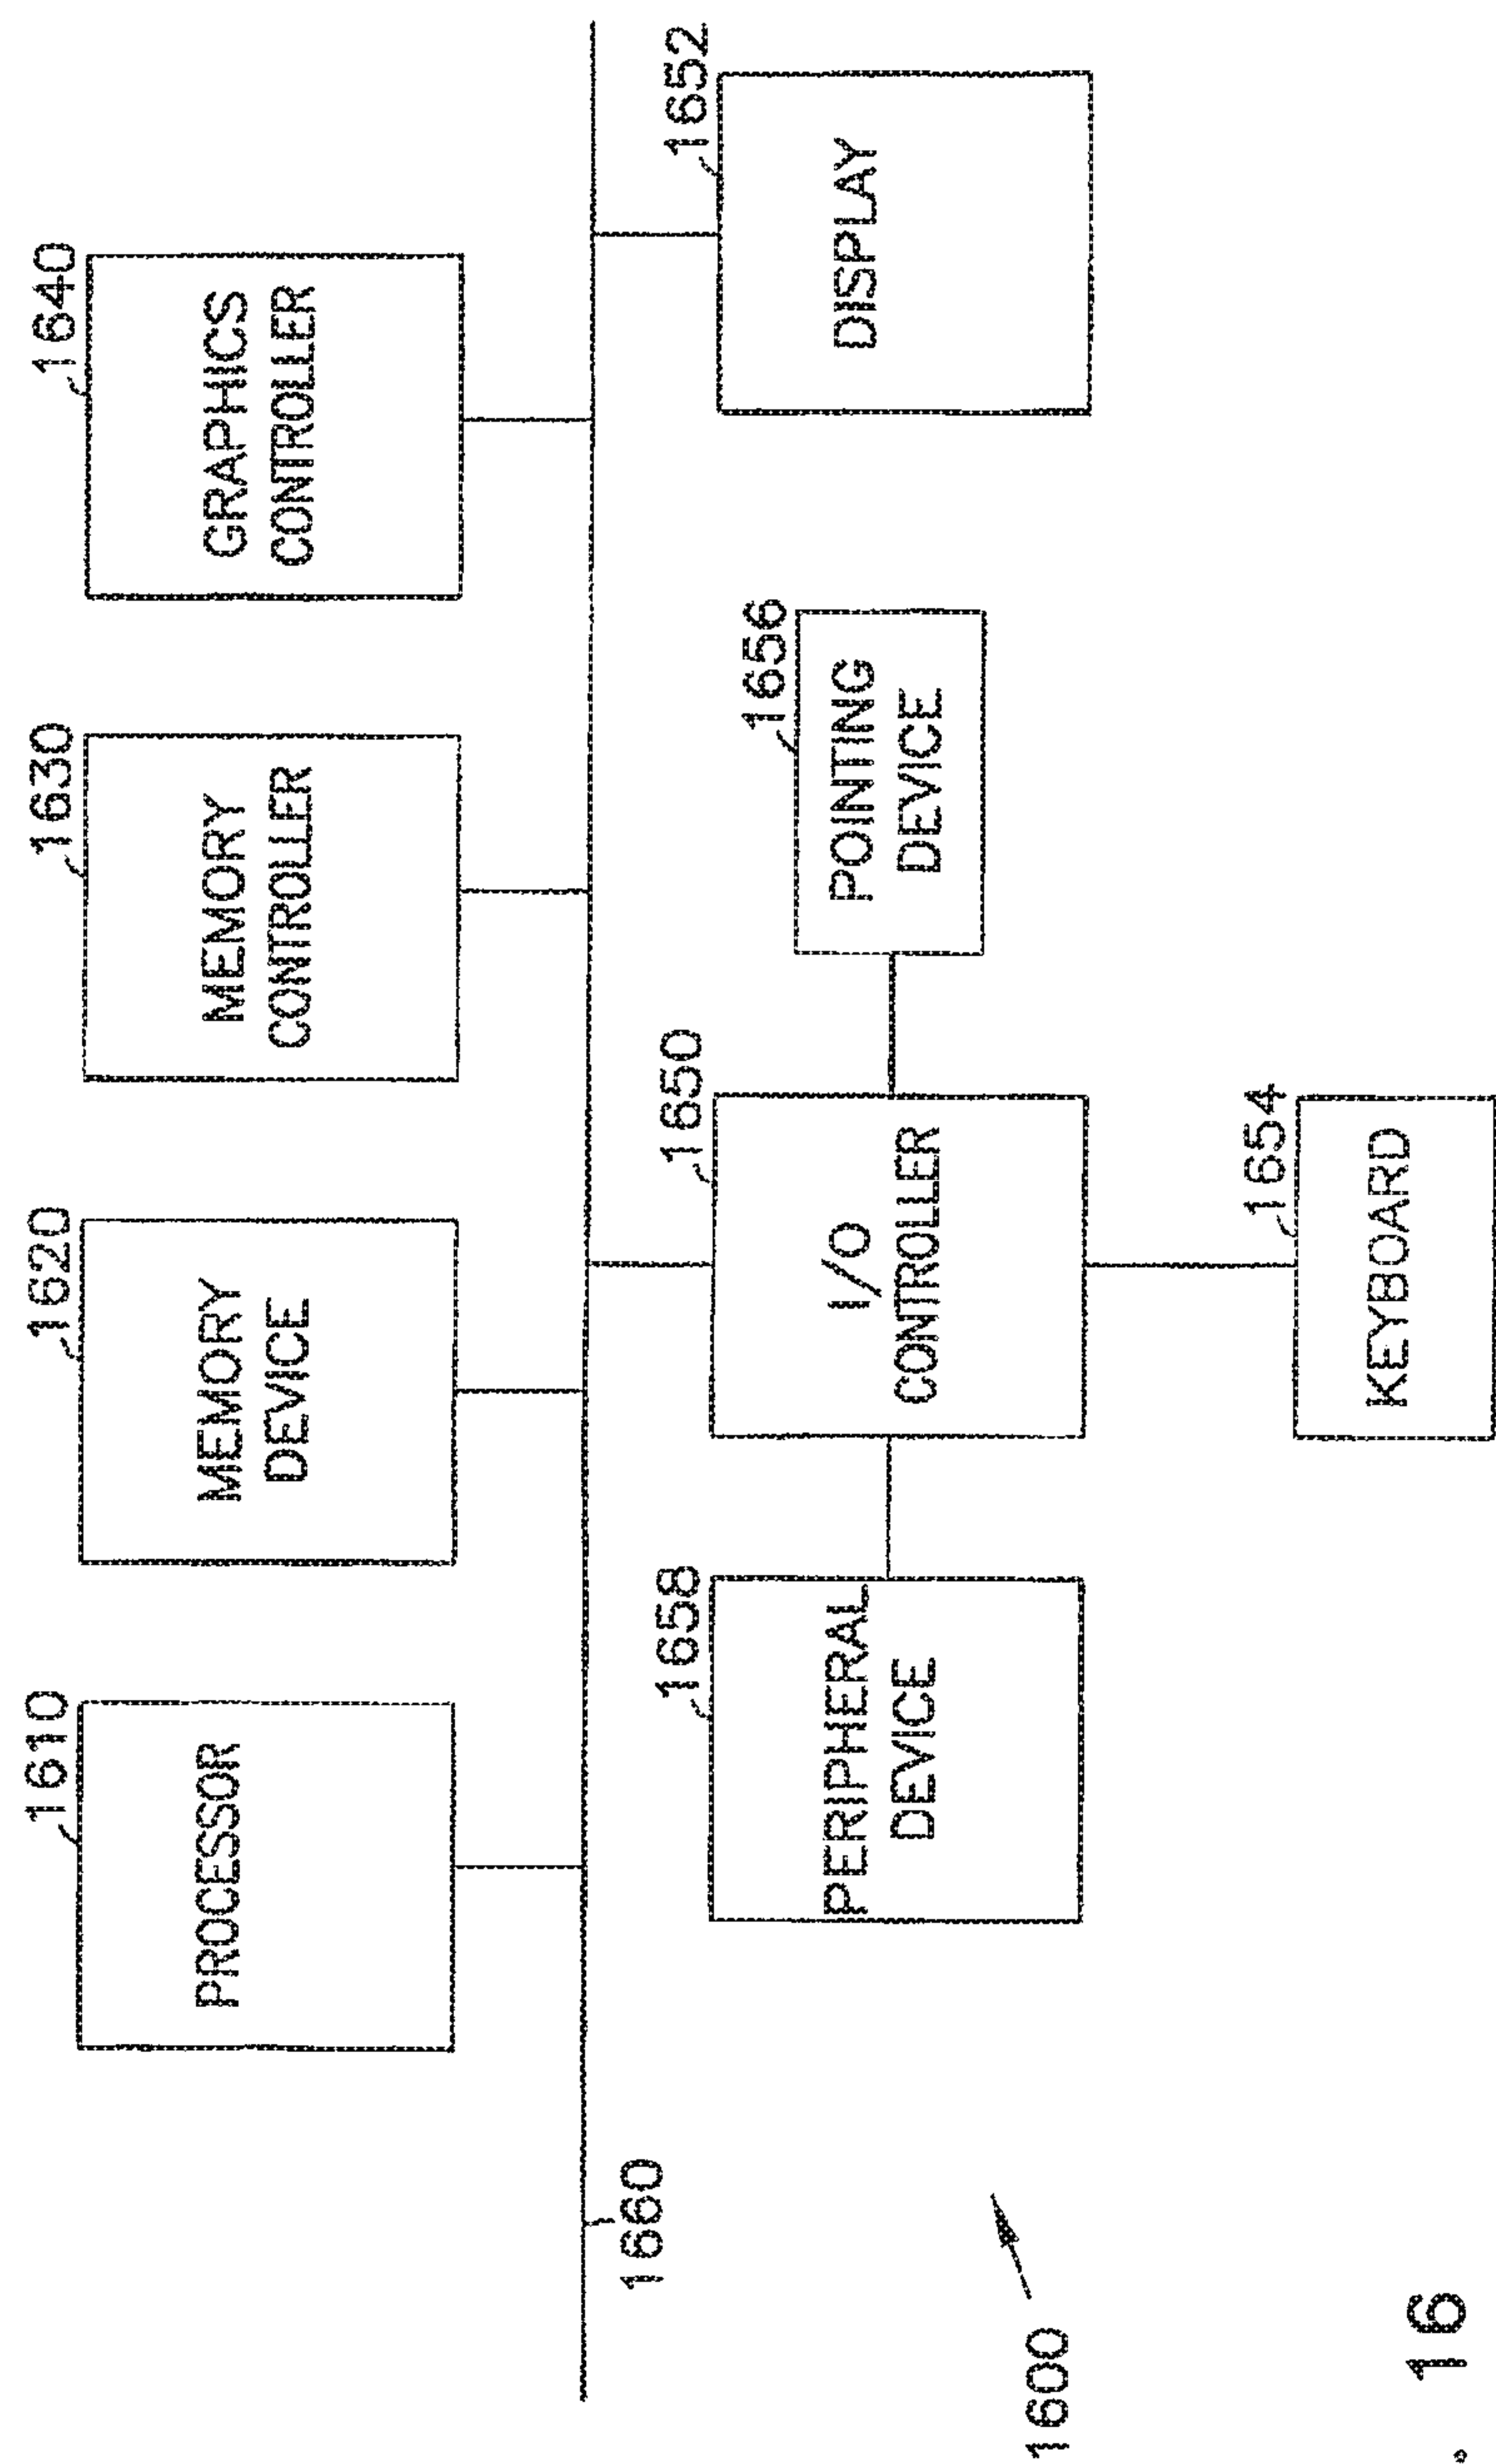 1610
PROCESSOR
1620
MEMORY
DEVICE
1630
MEMORY
CONTROLLER
1640
GRAPHICS
CONTROLLER
1660
1658
PERIPHERAL
DEVICE
1650
I/O
CONTROLLER
1656
POINTING
DEVICE
1652
DISPLAY
1654
KEYBOARD
1600
. 16